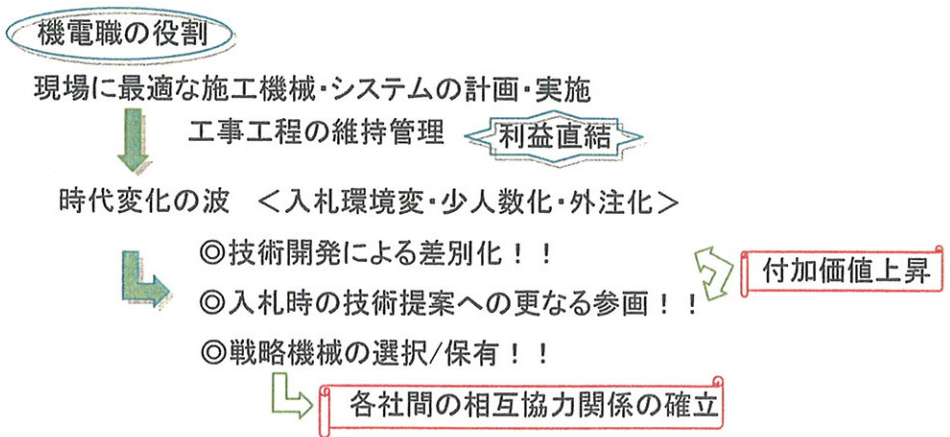 機電職の役割
現場に最適な施工機械・システムの計画・実施
工事工程の維持管理 利益直結
時代変化の波 <入札環境変・少人数化・外注化>
◎技術開発による差別化！！
付加価値上昇
◎入札時の技術提案への更なる参画！！
◎戦略機械の選択/保有！！
各社間の相互協力関係の確立